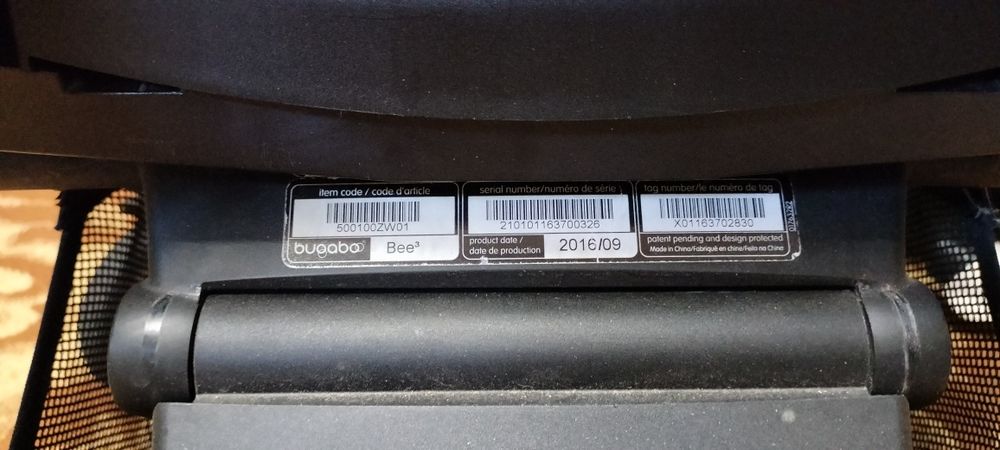 item code / code d'article
500100ZW01
bugaboo
Bee³
serial number/numéro de série
210101163700326
product date /
date de production
2016/09
tag number/le numéro de tag
X01163702830
patent pending and design protected
Made in China/Fabriqué en chine/Feito na China